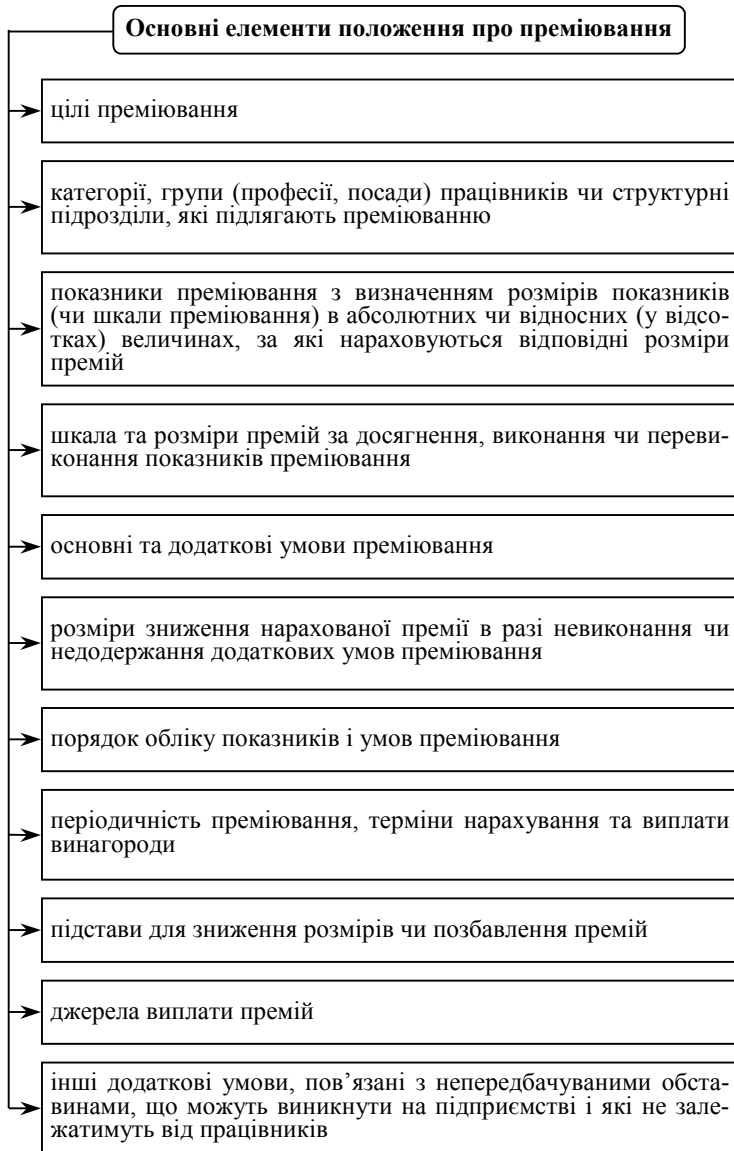 Основні елементи положення про преміювання
цілі преміювання
категорії, групи (професії, посади) працівників чи структурні
підрозділи, які підлягають преміюванню
показники преміювання з визначенням розмірів показників
(чи шкали преміювання) в абсолютних чи відносних (у відсо-
тках) величинах, за які нараховуються відповідні розміри
премій
шкала та розміри премій за досягнення, виконання чи переви-
конання показників преміювання
основні та додаткові умови преміювання
розміри зниження нарахованої премії в разі невиконання чи
недодержання додаткових умов преміювання
порядок обліку показників і умов преміювання
періодичність преміювання, терміни нарахування та виплати
винагороди
підстави для зниження розмірів чи позбавлення премій
джерела виплати премій
інші додаткові умови, пов’язані з непередбачуваними обста-
винами, що можуть виникнути на підприємстві і які не зале-
жатимуть від працівників